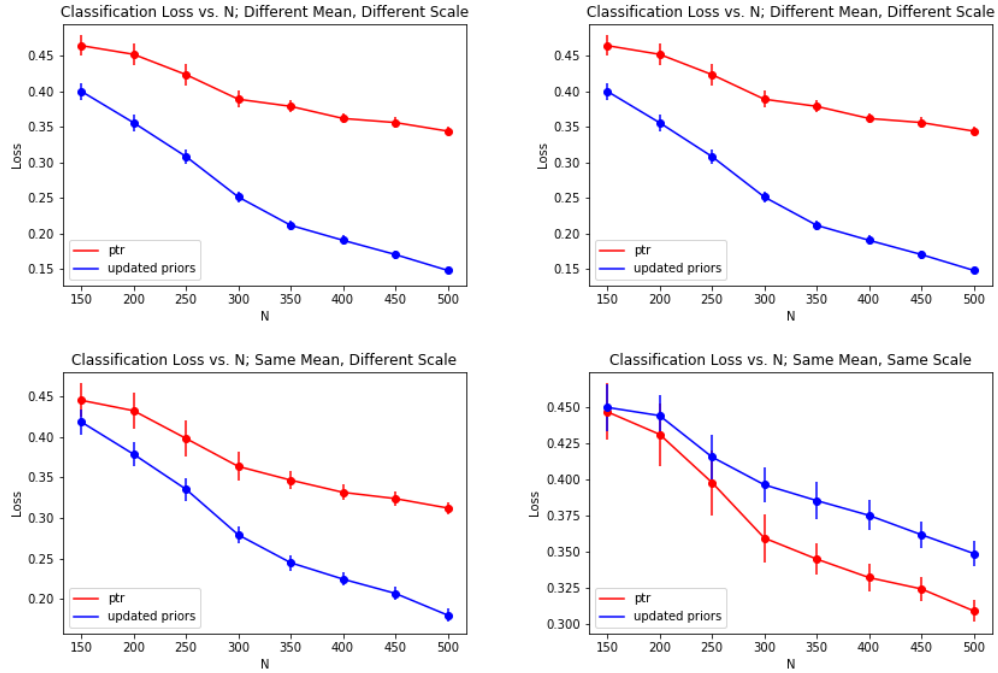 Classification Loss vs. N; Different Mean, Different Scale
0.45
0.40
0.35
0.30
0.25
0.20
0.15
Loss
ptr
updated priors
150 200 250 300 350 400 450 500
N
Classification Loss vs. N; Different Mean, Different Scale
0.45
0.40
0.35
0.30
0.25
0.20
0.15
Loss
ptr
updated priors
150 200 250 300 350 400 450 500
N
Classification Loss vs. N; Same Mean, Different Scale
0.45
0.40
0.35
0.30
0.25
0.20
Loss
ptr
updated priors
150 200 250 300 350 400 450 500
N
Classification Loss vs. N; Same Mean, Same Scale
0.450
0.425
0.400
0.375
0.350
0.325
0.300
Loss
ptr
updated priors
150 200 250 300 350 400 450 500
N